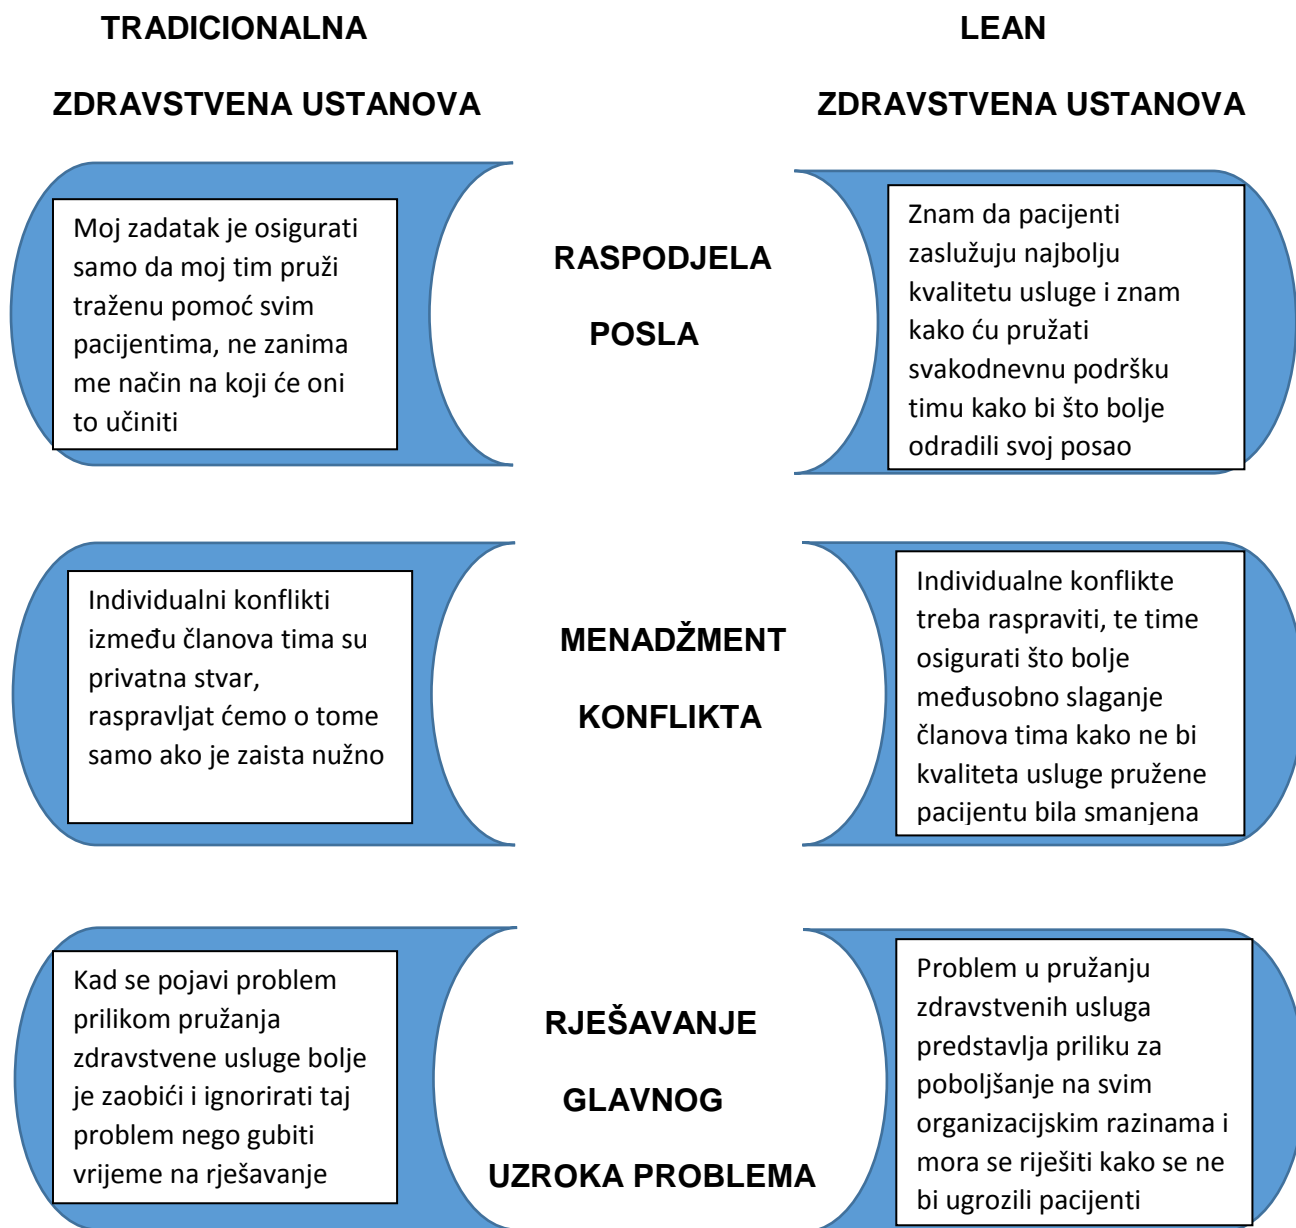 TRADICIONALNA
ZDRAVSTVENA USTANOVA
LEAN
ZDRAVSTVENA USTANOVA
Moj zadatak je osigurati
samo da moj tim pruži
traženu pomoć svim
pacijentima, ne zanima
me način na koji će oni
to učiniti
RASPODJELA
POSLA
Znam da pacijenti
zaslužuju najbolju
kvalitetu usluge i znam
kako ću pružati
svakodnevnu podršku
timu kako bi što bolje
odradili svoj posao
Individualni konflikti
između članova tima su
privatna stvar,
raspravljat ćemo o tome
samo ako je zaista nužno
MENADŽMENT
KONFLIKTA
Individualne konflikte
treba raspraviti, te time
osigurati što bolje
međusobno slaganje
članova tima kako ne bi
kvaliteta usluge pružene
pacijentu bila smanjena
Kad se pojavi problem
prilikom pružanja
zdravstvene usluge bolje
je zaobići i ignorirati taj
problem nego gubiti
vrijeme na rješavanje
RJEŠAVANJE
GLAVNOG
UZROKA PROBLEMA
Problem u pružanju
zdravstvenih usluga
predstavlja priliku za
poboljšanje na svim
organizacijskim razinama i
mora se riješiti kako se ne
bi ugrozili pacijenti